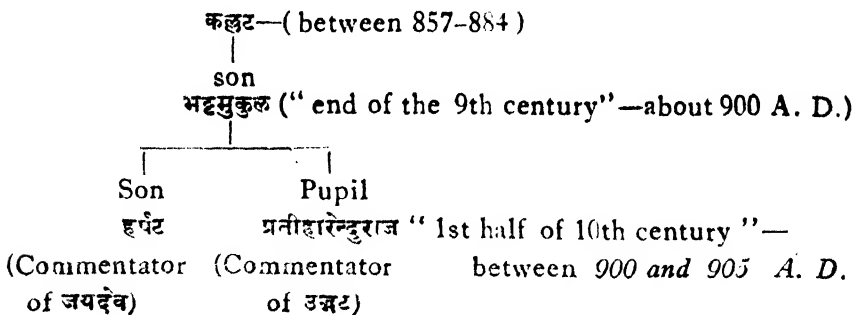 कल्लट—( between 857-884 )
son
भट्टमुकुल (“ end of the 9th century”—about 900 A. D.)
Son Pupil
हर्षट प्रतीहारेन्दुराज “ 1st half of 10th century ”—
(Commentator (Commentator between 900 and 905 A. D.
of जयदेव) of उद्भट)